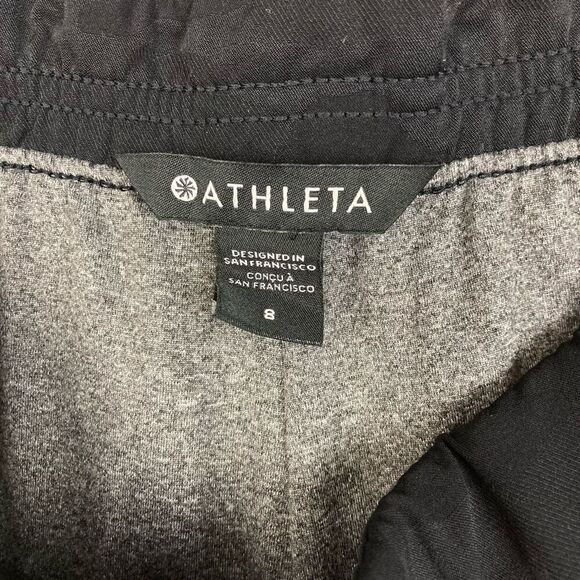 ATHLETA
DESIGNED IN
SAN FRANCISCO
CONÇU À
SAN FRANCISCO
8